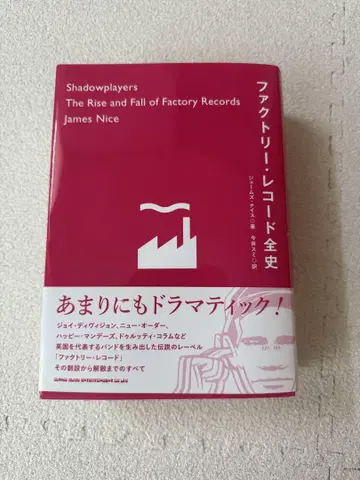 Shadowplayers
The Rise and Fall of Factory Records
James Nice
ファクトリー・レコード全史
ジェームズ・ナイス◎著 今井スミ◎訳
あまりにもドラマティック!
ジョイ・ディヴィジョン、ニュー・オーダー、
ハッピー・マンデーズ、ドゥルッティ・コラムなど
英国を代表するバンドを生み出した伝説のレーベル
「ファクトリー・レコード」
その創設から解散までのすべて